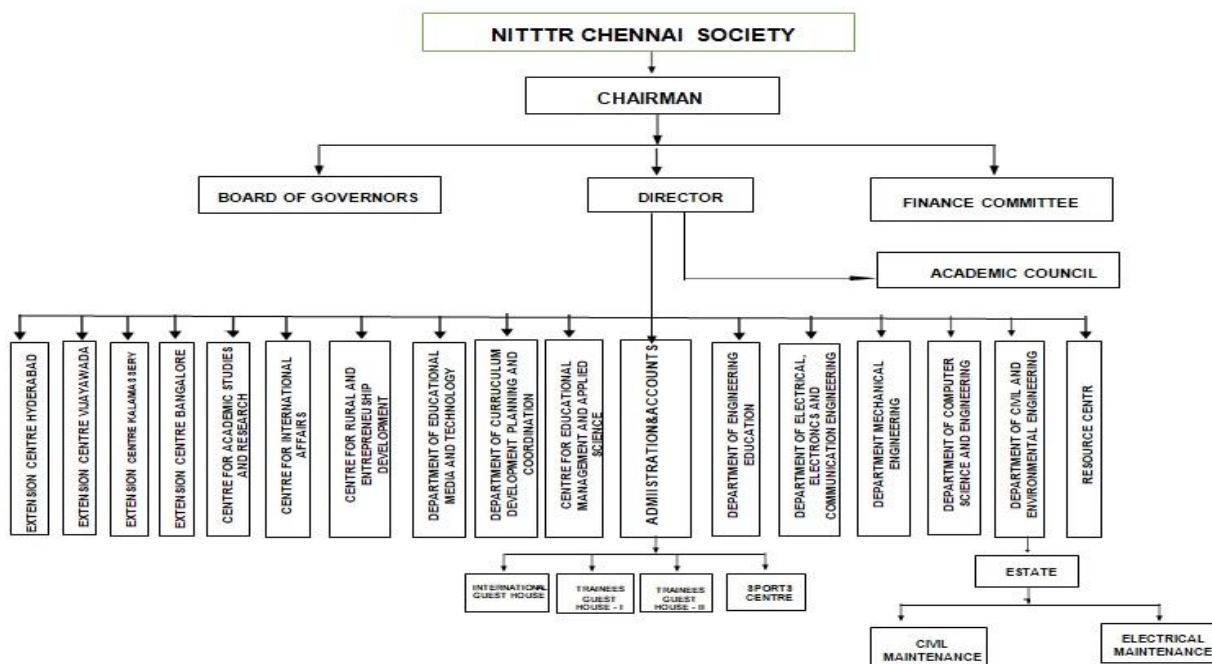 NITTTR CHENNAI SOCIETY
CHAIRMAN
BOARD OF GOVERNORS
DIRECTOR
FINANCE COMMITTEE
ACADEMIC COUNCIL
EXTENSION CENTRE HYDERABAD
EXTENSION CENTRE VIJAYAWADA
EXTENSION CENTRE KALAMASSERY
EXTENSION CENTRE BANGALORE
CENTRE FOR ACADEMIC STUDIES
AND RESEARCH
CENTRE FOR INTERNATIONAL
AFFAIRS
CENTRE FOR RURAL AND
ENTREPRENEURSHIP
DEVELOPMENT
DEPARTMENT OF EDUCATIONAL
MEDIA AND TECHNOLOGY
DEPARTMENT OF CURRUCULUM
DEVELOPMENT PLANNING AND
COORDINATION
CENTRE FOR EDUCATIONAL
MANAGEMENT AND APPLIED
SCIENCE
ADMIISTRATION&ACCOUNTS
DEPARTMENT OF ENGINEERING
EDUCATION
DEPARTMENT OF ELECTRICAL,
ELECTRIONCS AND
COMMUNICATION ENGINEERING
DEPARTMENT MECHANICAL
ENGINEERING
DEPARTMENT OF COMPUTER
SCIENCE AND ENGINEERING
DEPARTMENT OF CIVIL AND
ENVIRONMENTAL ENGINEERING
RESOURCE CENTR
INTERNATIONAL
GUEST HOUSE
TRAINEES
GUEST
HOUSE - I
TRAINEES
GUEST
HOUSE - II
SPORTS
CENTRE
ESTATE
CIVIL
MAINTENANCE
ELECTRICAL
MAINTENANCE